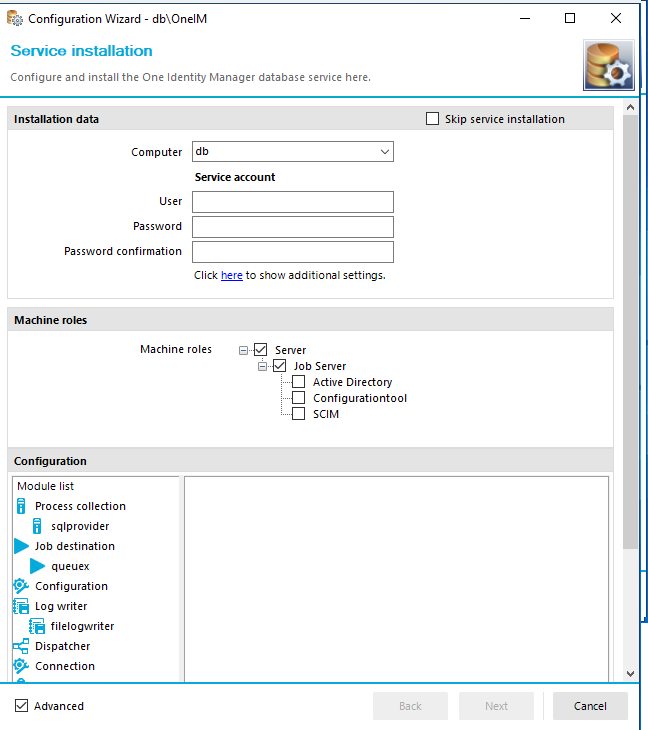 Configuration Wizard - db\OneIM
Service installation
Configure and install the One Identity Manager database service here.
Installation data
Skip service installation
Computer
db
Service account
User
Password
Password confirmation
Click here to show additional settings.
Machine roles
Machine roles
Server
Job Server
Active Directory
Configurationtool
SCIM
Configuration
Module list
Process collection
sqlprovider
Job destination
queuex
Configuration
Log writer
filelogwriter
Dispatcher
Connection
Advanced
Back
Next
Cancel